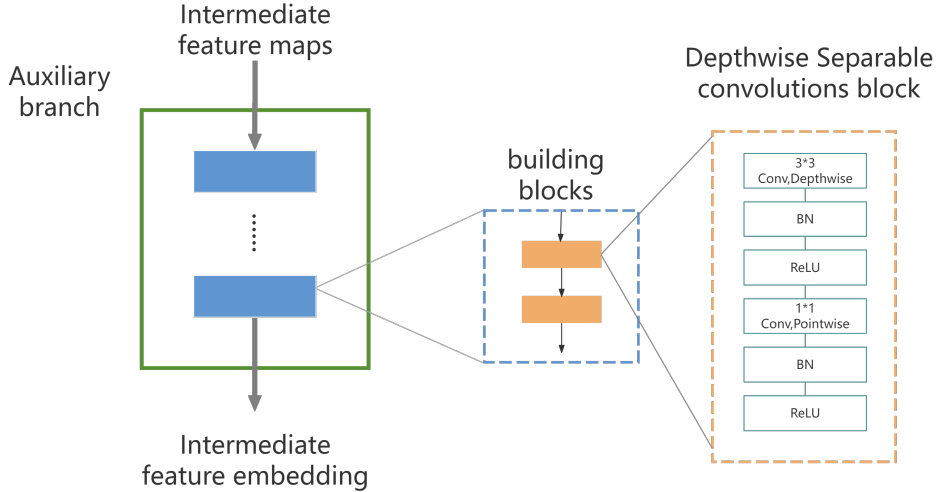 Intermediate
feature maps
Auxiliary
branch
Intermediate
feature embedding
building
blocks
Depthwise Separable
convolutions block
3*3
Conv,Depthwise
BN
ReLU
1*1
Conv,Pointwise
BN
ReLU